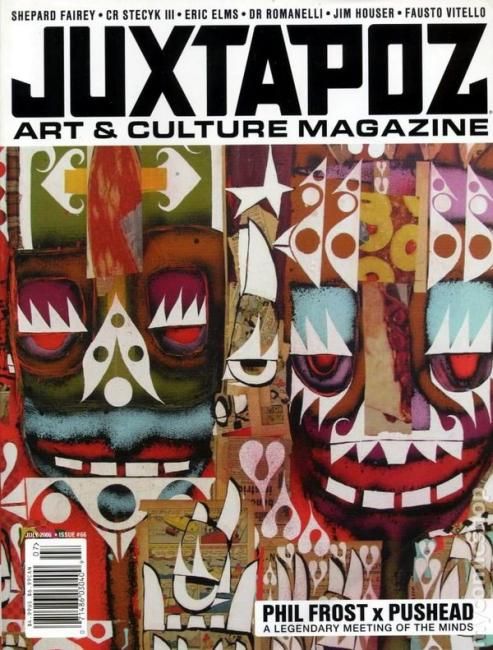 SHEPARD FAIREY • CR STECYK III • ERIC ELMS • DR ROMANELLI • JIM HOUSER • FAUSTO VITELLO
JUXTAPOZ
ART & CULTURE MAGAZINE
JULY 2006 • ISSUE #66
07>
PHIL FROST x PUSHEAD
A LEGENDARY MEETING OF THE MINDS